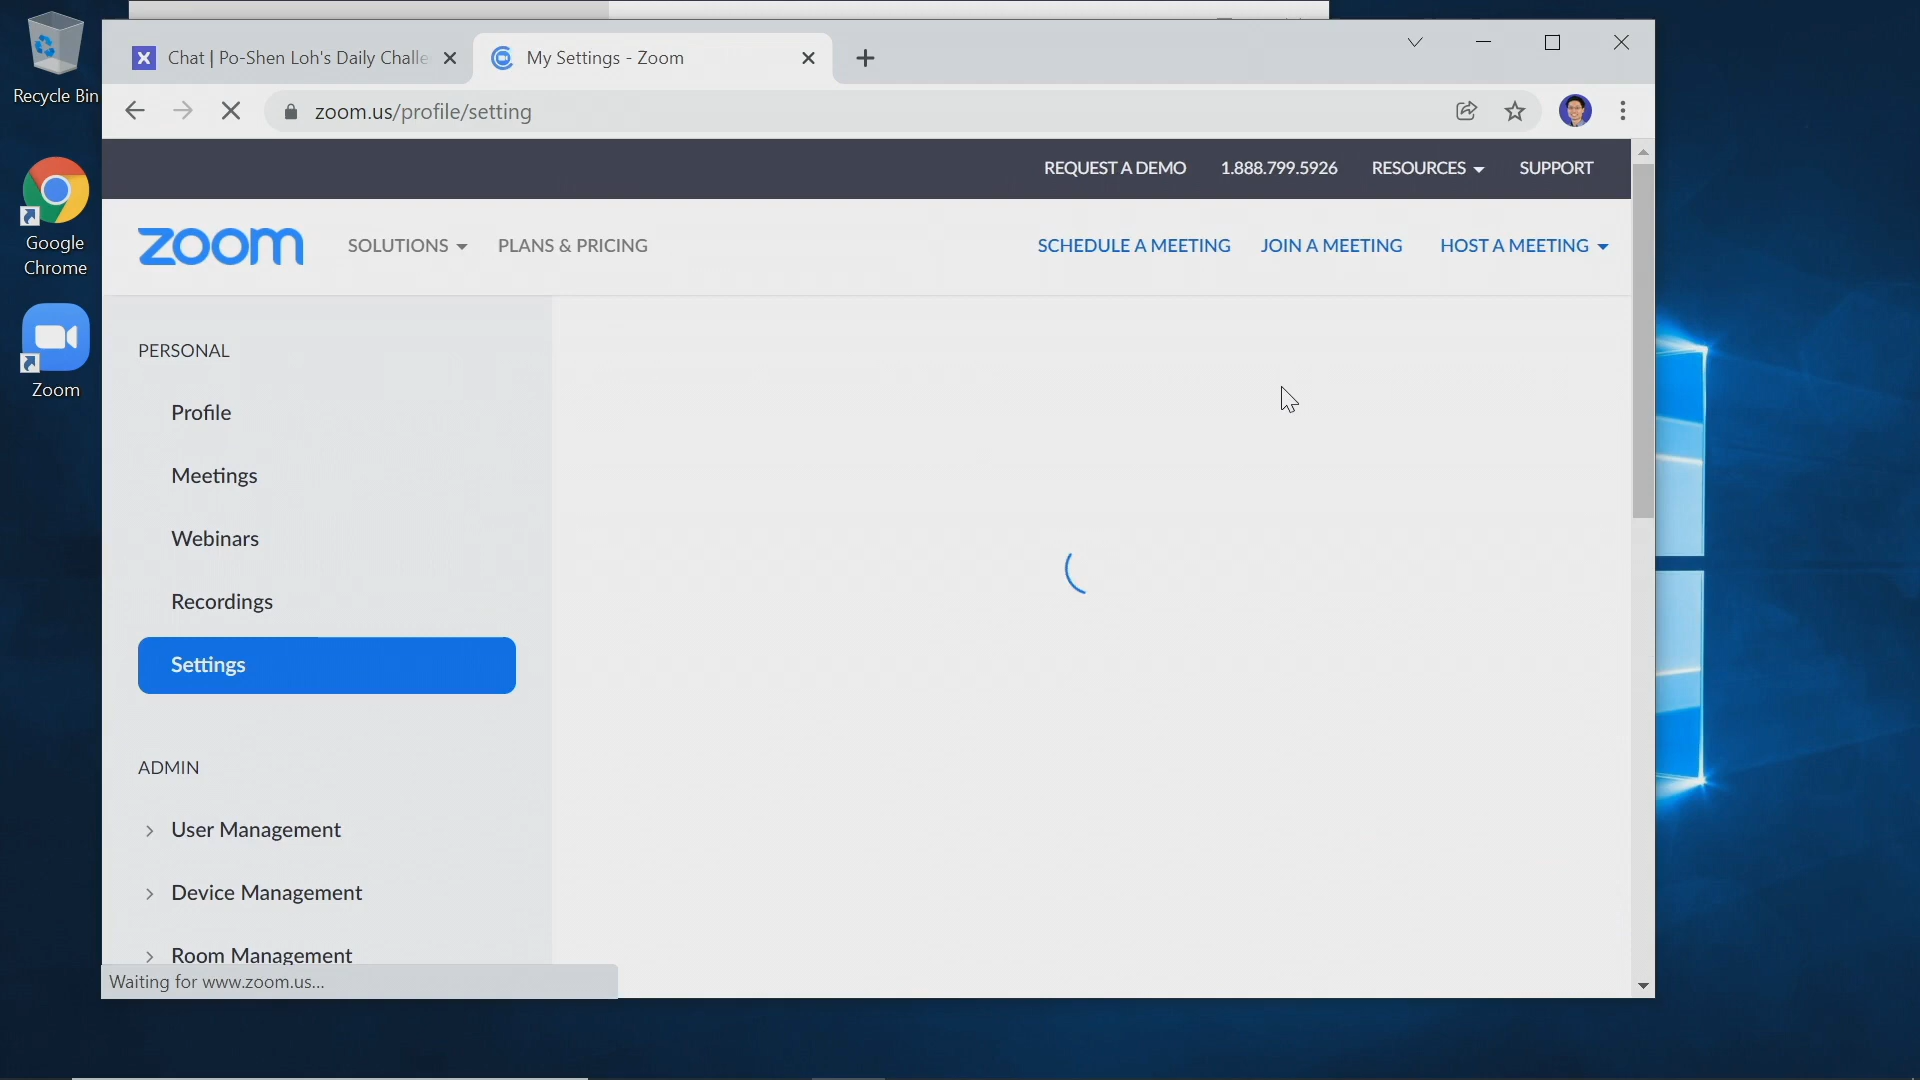 Recycle Bin
Google
Chrome
Zoom
Chat | Po-Shen Loh's Daily Challe
My Settings - Zoom
zoom.us/profile/setting
REQUEST A DEMO
1.888.799.5926
RESOURCES
SUPPORT
zoom
SOLUTIONS
PLANS & PRICING
SCHEDULE A MEETING
JOIN A MEETING
HOST A MEETING
PERSONAL
Profile
Meetings
Webinars
Recordings
Settings
ADMIN
User Management
Device Management
Room Management
Waiting for www.zoom.us...